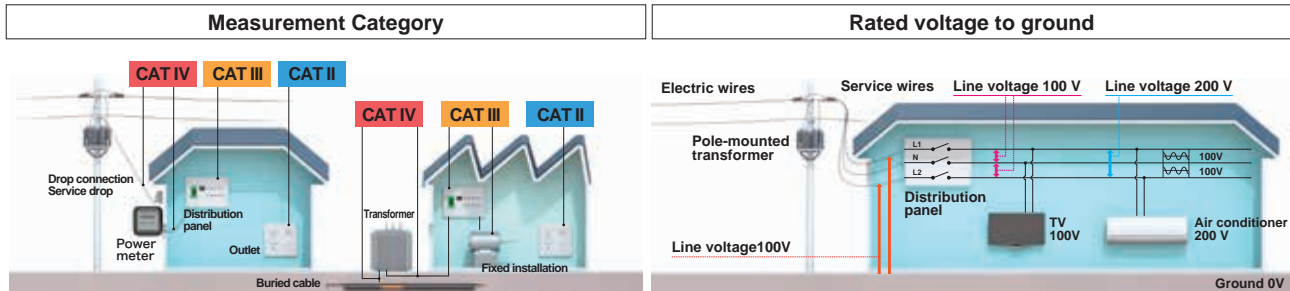 Measurement Category
CAT IV
CAT III
CAT II
CAT IV
CAT III
CAT II
Drop connection
Service drop
Distribution
panel
Power
meter
Outlet
Transformer
Fixed installation
Buried cable
Rated voltage to ground
Electric wires
Service wires
Line voltage 100 V
Line voltage 200 V
Pole-mounted
transformer
L1
N
L2
100V
100V
Distribution
panel
TV
100V
Air conditioner
200 V
Line voltage100V
Ground 0V